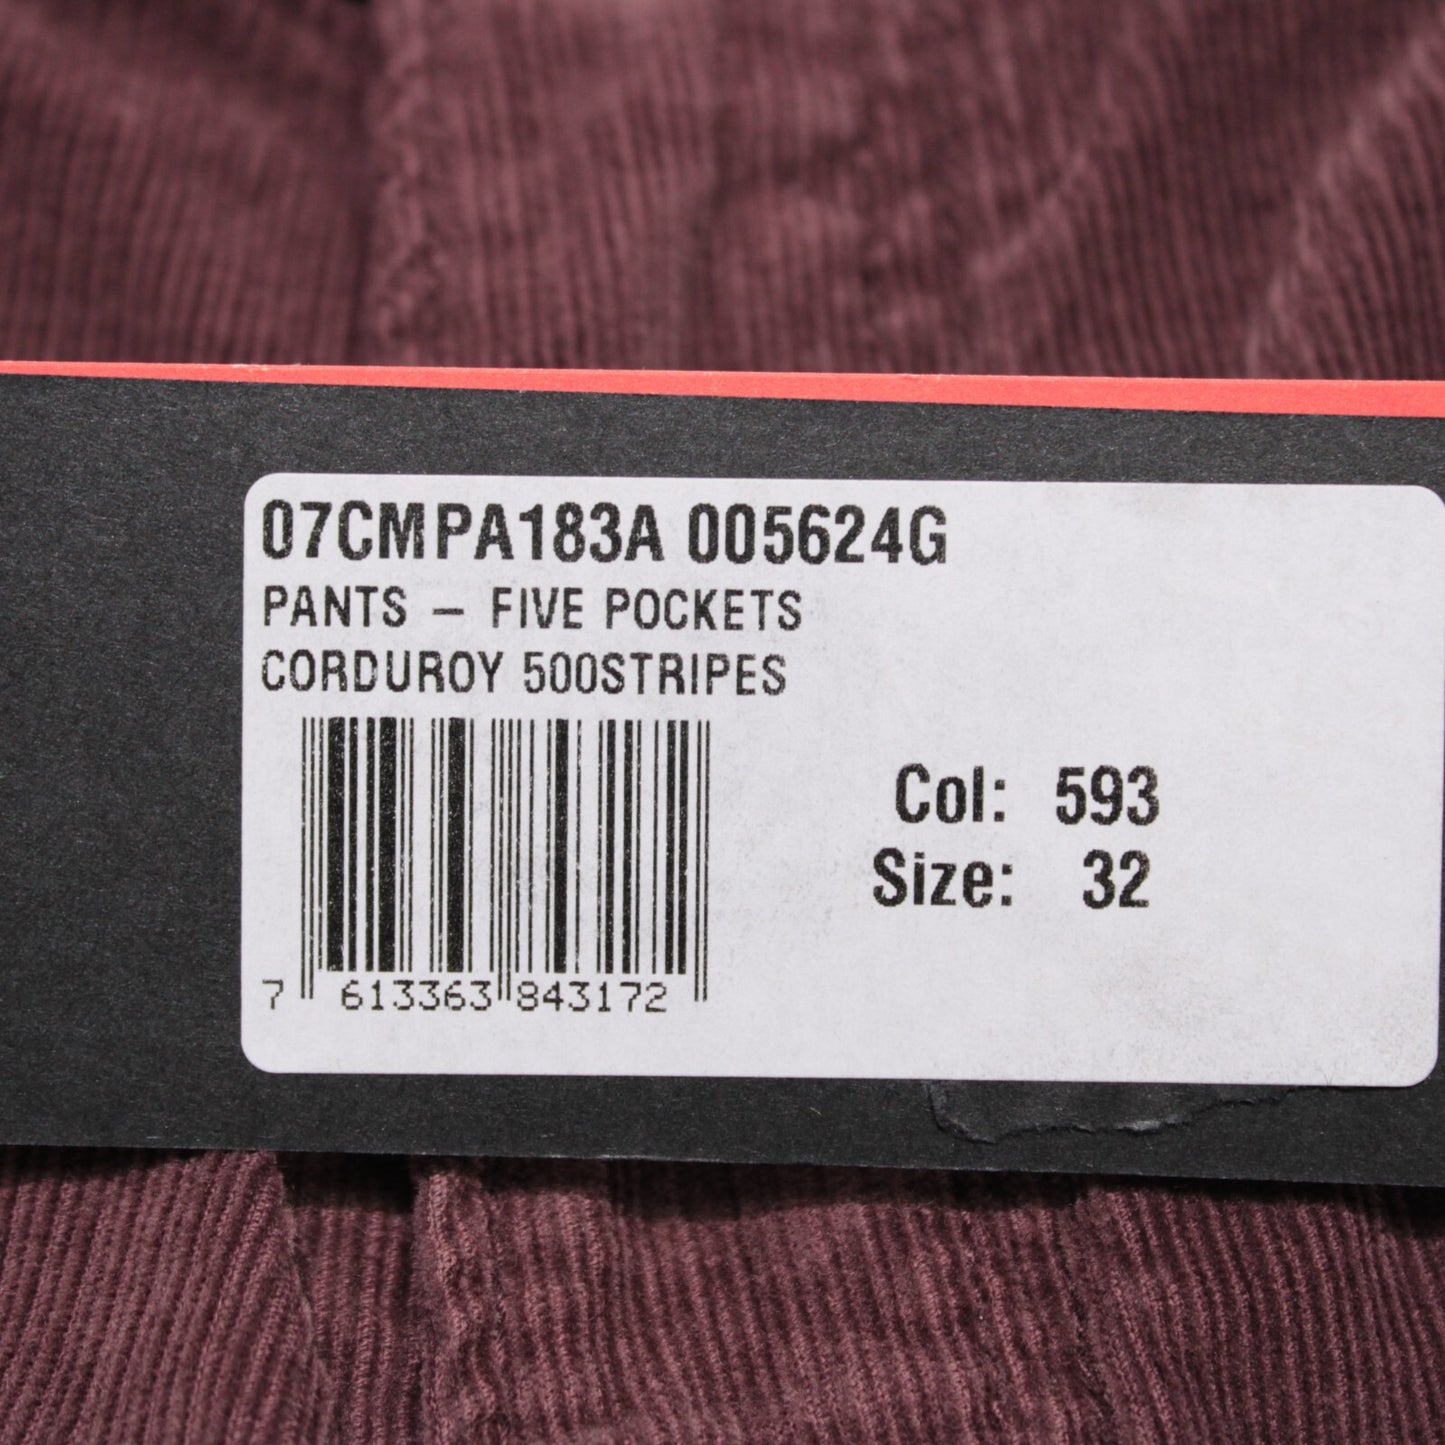 07CMPA183A 005624G
PANTS – FIVE POCKETS
CORDUROY 500STRIPES
Col: 593
Size: 32
7 613363 843172